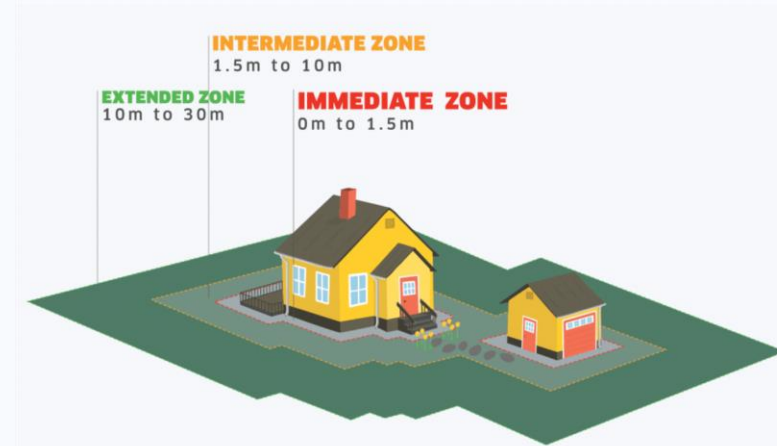 INTERMEDIATE ZONE
1.5m to 10m
EXTENDED ZONE
10m to 30m
IMMEDIATE ZONE
0m to 1.5m